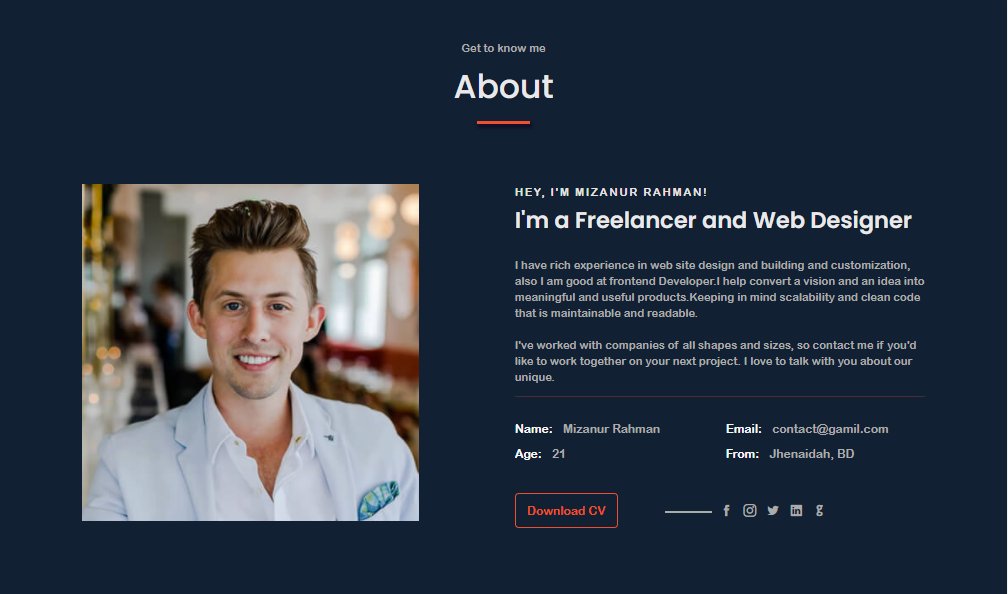 Get to know me
About
HEY, I'M MIZANUR RAHMAN!
I'm a Freelancer and Web Designer
I have rich experience in web site design and building and customization,
also I am good at frontend Developer.I help convert a vision and an idea into
meaningful and useful products.Keeping in mind scalability and clean code
that is maintainable and readable.
I've worked with companies of all shapes and sizes, so contact me if you'd
like to work together on your next project. I love to talk with you about our
unique.
Name: Mizanur Rahman Email: contact@gamil.com
Age: 21 From: Jhenaidah, BD
Download CV